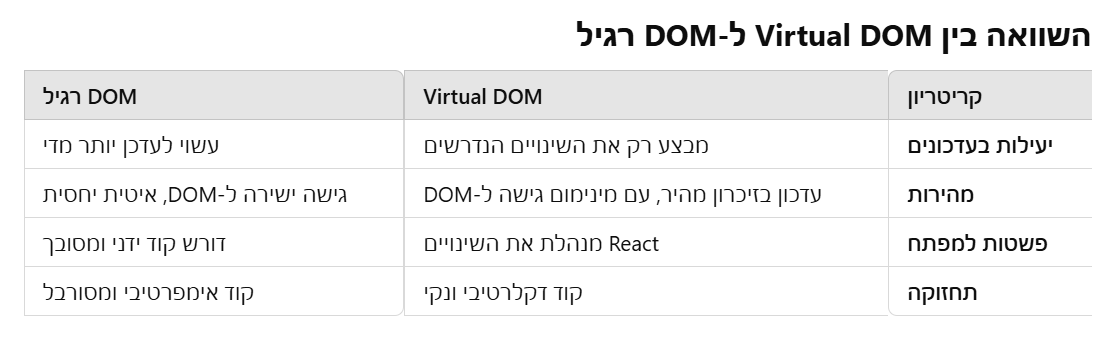 השוואה בין Virtual DOM ל-DOM רגיל
קריטריון Virtual DOM DOM רגיל
יעילות בעדכונים מבצע רק את השינויים הנדרשים עשוי לעדכן יותר מדי
מהירות עדכון בזיכרון מהיר, עם מינימום גישה ל-DOM גישה ישירה ל-DOM, איטית יחסית
פשטות למפתח React מנהלת את השינויים דורש קוד ידני ומסובך
תחזוקה קוד דקלרטיבי ונקי קוד אימפרטיבי ומסורבל